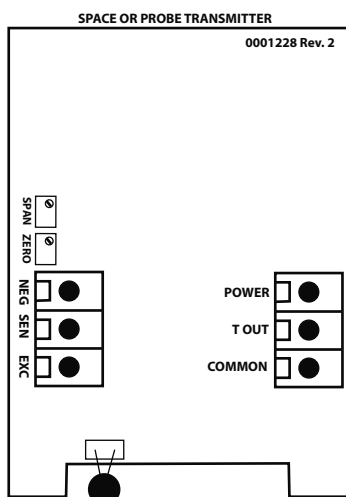 SPACE OR PROBE TRANSMITTER
0001228 Rev. 2
SPAN
ZERO
NEG
SEN
EXC
POWER
T OUT
COMMON